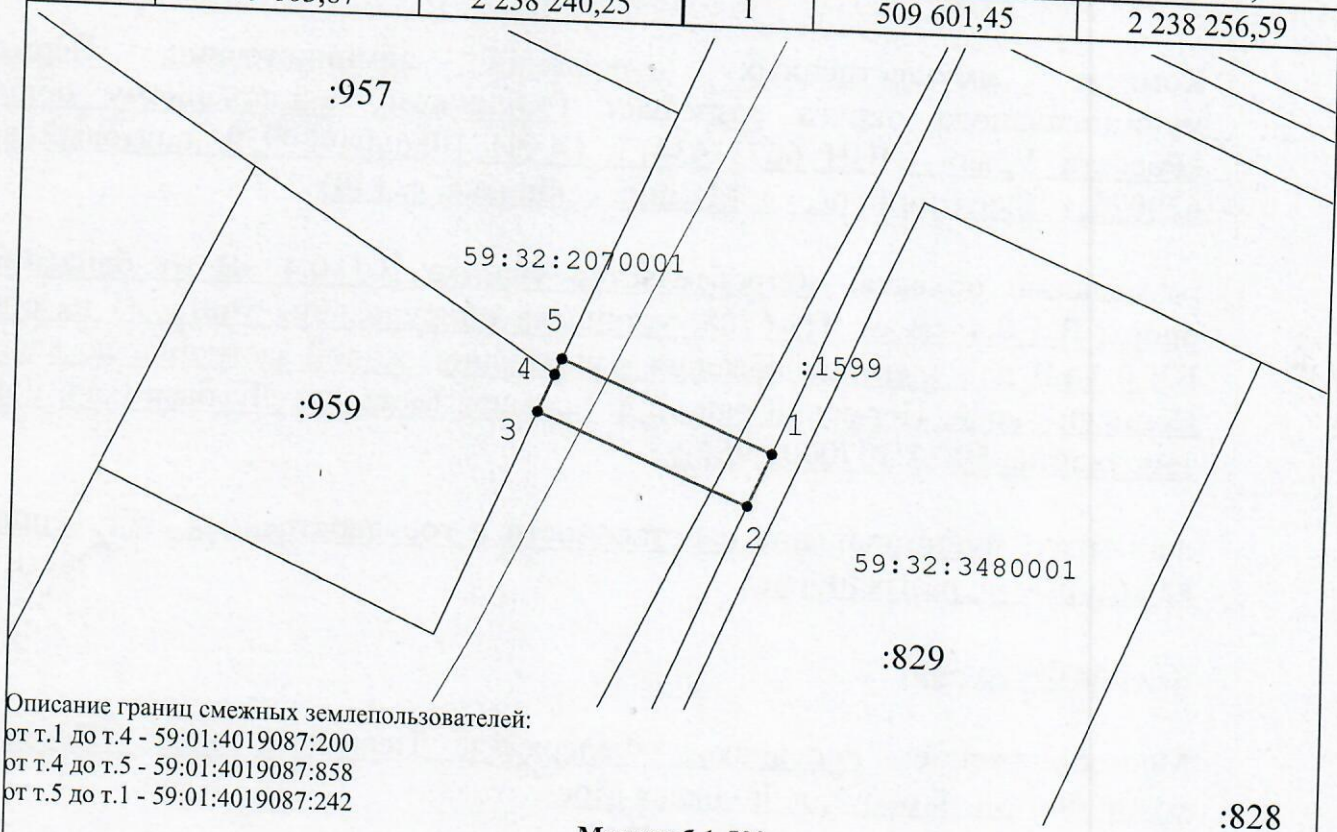 2 238 240,25 1 509 601,45 2 238 256,59
:957
59:32:2070001
5
4
:1599
:959
3
1
2
59:32:3480001
:829
Описание границ смежных землепользователей:
от т.1 до т.4 - 59:01:4019087:200
от т.4 до т.5 - 59:01:4019087:858
от т.5 до т.1 - 59:01:4019087:242
:828